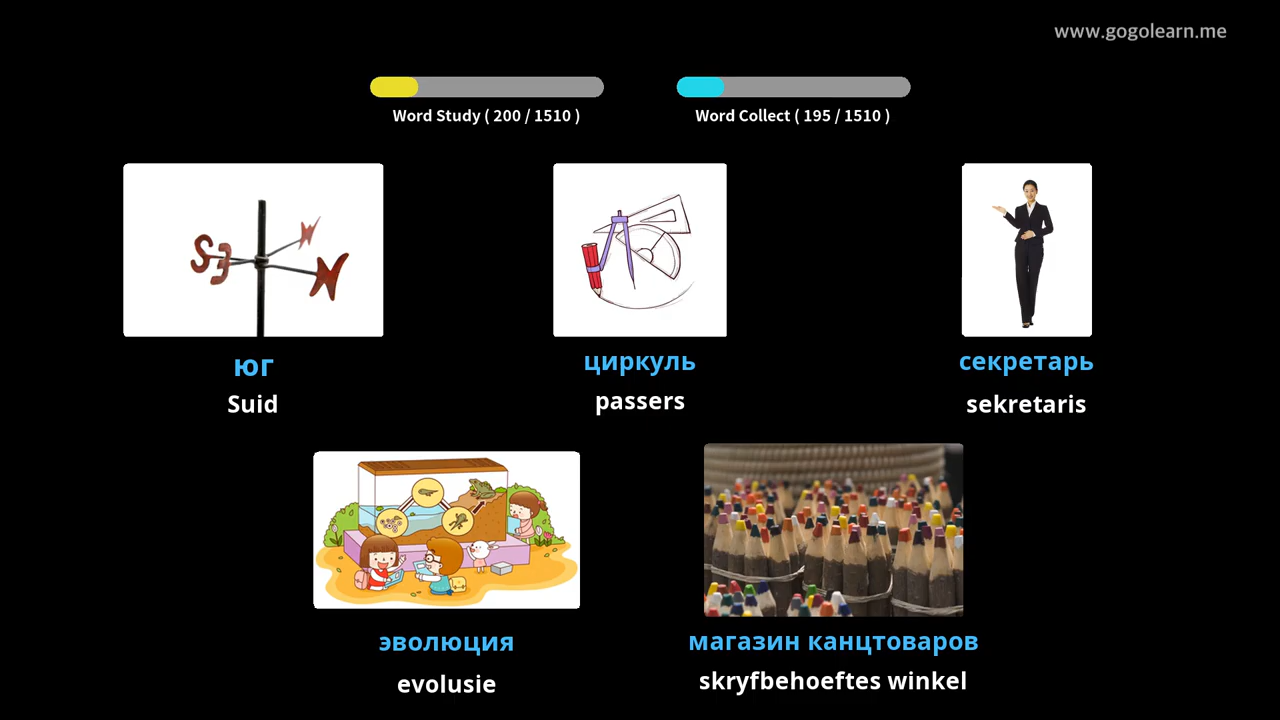 www.gogolearn.me
Word Study ( 200 / 1510 )
Word Collect ( 195 / 1510 )
S
E
N
W
юг
Suid
циркуль
passers
секретарь
sekretaris
эволюция
evolusie
магазин канцтоваров
skryfbehoeftes winkel